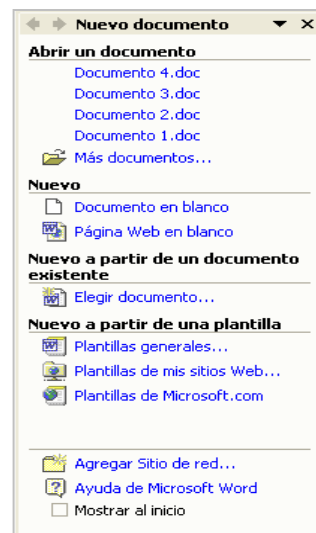 Nuevo documento
Abrir un documento
Documento 4.doc
Documento 3.doc
Documento 2.doc
Documento 1.doc
Más documentos...
Nuevo
Documento en blanco
Página Web en blanco
Nuevo a partir de un documento
existente
Elegir documento...
Nuevo a partir de una plantilla
Plantillas generales...
Plantillas de mis sitios Web...
Plantillas de Microsoft.com
Agregar Sitio de red...
Ayuda de Microsoft Word
Mostrar al inicio